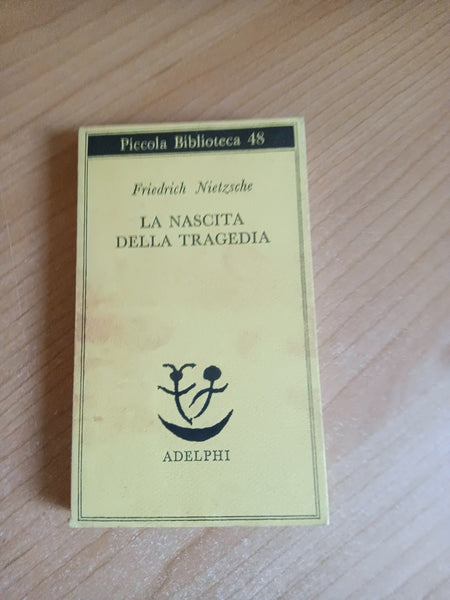 Piccola Biblioteca 48
Friedrich Nietzsche
LA NASCITA
DELLA TRAGEDIA
ADELPHI